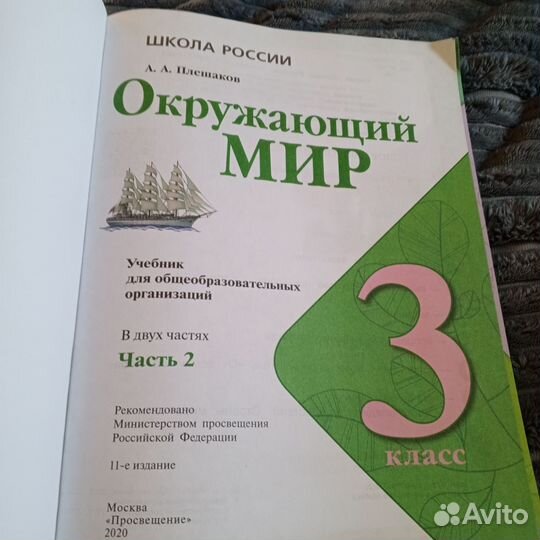 ШКОЛА РОССИИ
А. А. Плешаков
Окружающий
МИР
Учебник
для общеобразовательных
организаций
В двух частях
Часть 2
3
класс
Рекомендовано
Министерством просвещения
Российской Федерации
11-е издание
Москва
«Просвещение»
2020
Avito